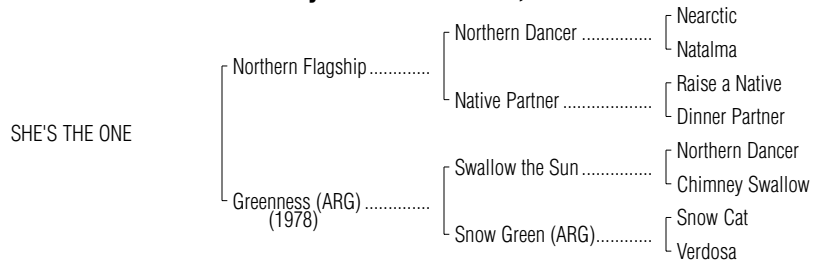 Nearctic
Northern Dancer ...............
Natalma
Northern Flagship.............
Raise a Native
Native Partner ...................
Dinner Partner
SHE'S THE ONE
Northern Dancer
Swallow the Sun...............
Chimney Swallow
Greenness (ARG) ..............
(1978)
Snow Cat
Snow Green (ARG)............
Verdosa